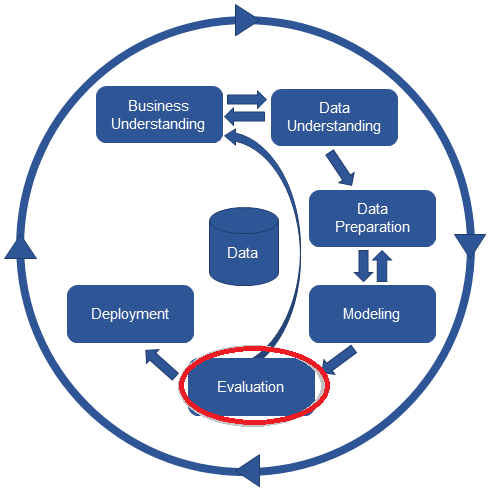 Business
Understanding
Data
Understanding
Data
Preparation
Data
Deployment
Modeling
Evaluation